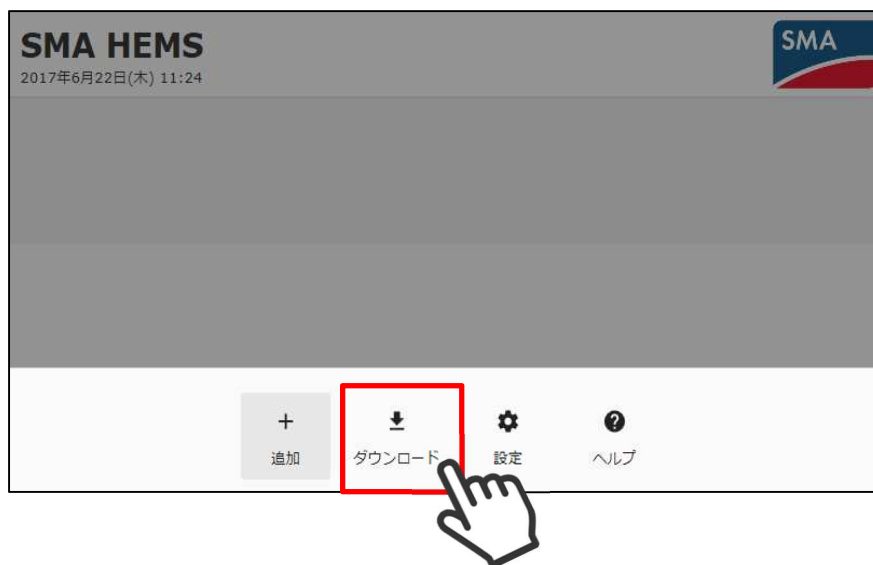 SMA HEMS
2017年6月22日(木) 11:24
SMA
追加
ダウンロード
設定
ヘルプ